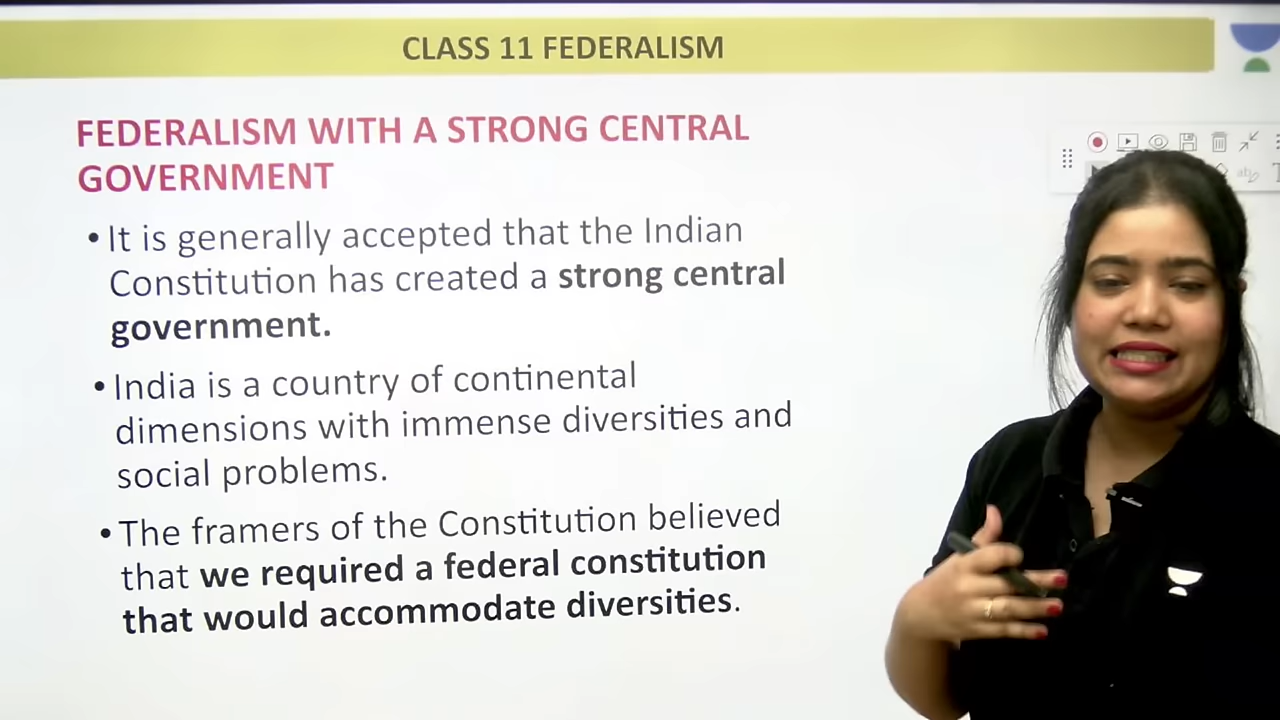 CLASS 11 FEDERALISM
FEDERALISM WITH A STRONG CENTRAL
GOVERNMENT
• It is generally accepted that the Indian
Constitution has created a strong central
government.
• India is a country of continental
dimensions with immense diversities and
social problems.
• The framers of the Constitution believed
that we required a federal constitution
that would accommodate diversities.